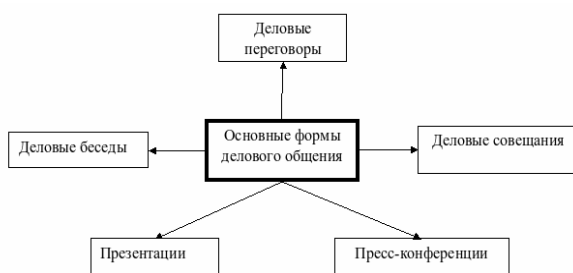 Деловые
переговоры
Основные формы
делового общения
Деловые беседы
Деловые совещания
Презентации
Пресс-конференции